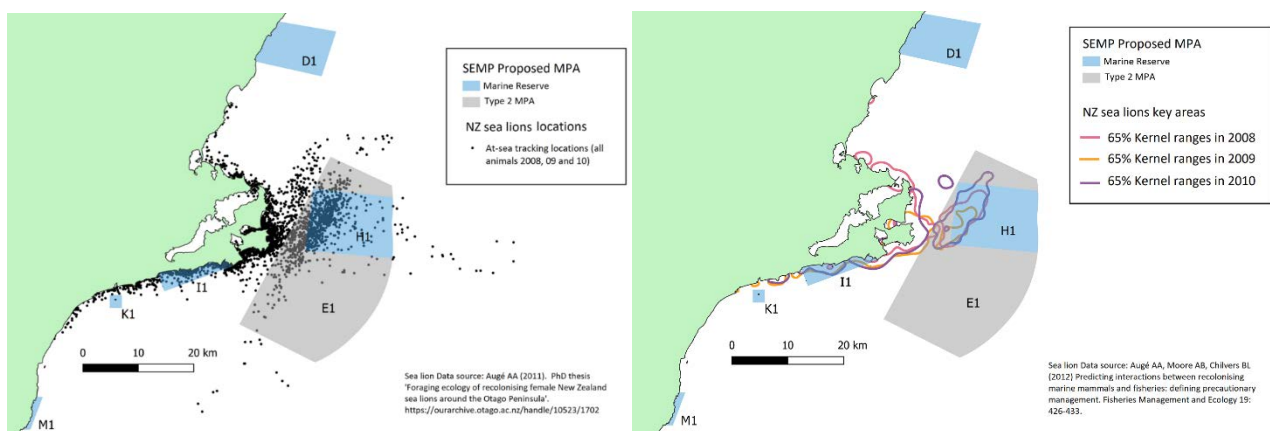 D1
SEMP Proposed MPA
Marine Reserve
Type 2 MPA
NZ sea lions locations
At-sea tracking locations (all
animals 2008, 09 and 10)
H1
I1
E1
K1
0 10 20 km
M1
Sea lion Data source: Augé AA (2011). PhD thesis
'Foraging ecology of recolonising female New Zealand
sea lions around the Otago Peninsula'.
https://ourarchive.otago.ac.nz/handle/10523/1702
D1
SEMP Proposed MPA
Marine Reserve
Type 2 MPA
NZ sea lions key areas
65% Kernel ranges in 2008
65% Kernel ranges in 2009
65% Kernel ranges in 2010
H1
I1
E1
K1
0 10 20 km
M1
Sea lion Data source: Augé AA, Moore AB, Chilvers BL
(2012) Predicting interactions between recolonising
marine mammals and fisheries: defining precautionary
management. Fisheries Management and Ecology 19:
426-433.